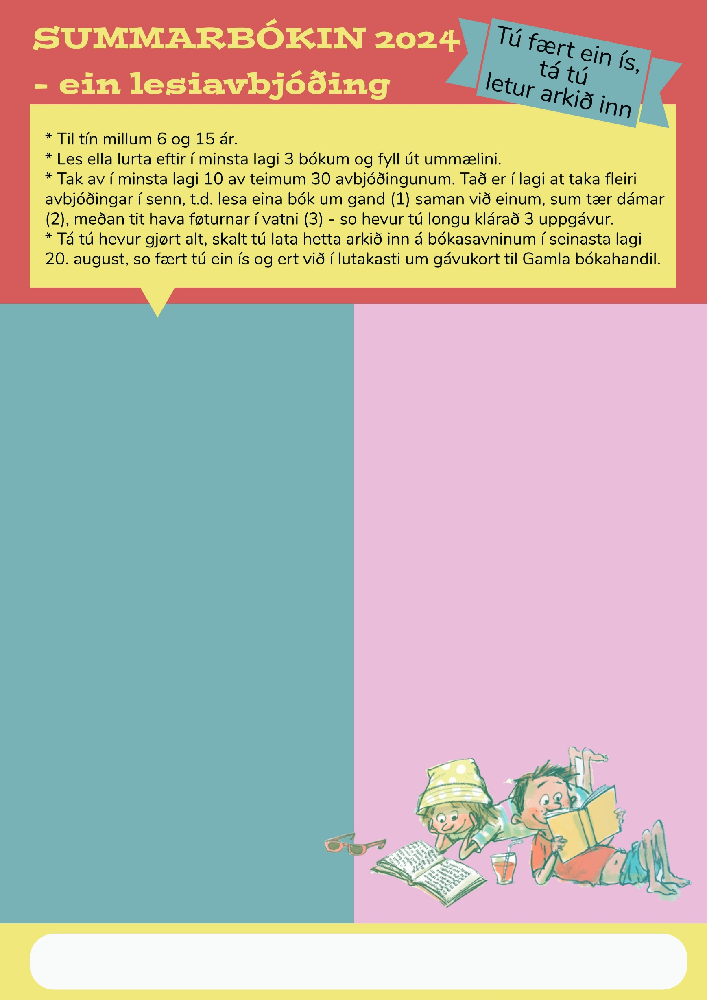 SUMMARBÓKIN 2024
- ein lesiavbjóðing
Tú fært ein ís,
tá tú
letur arkið inn
* Til tín millum 6 og 15 ár.
* Les ella lurta eftir í minsta lagi 3 bókum og fyll út ummælini.
* Tak av í minsta lagi 10 av teimum 30 avbjóðingunum. Tað er í lagi at taka fleiri
avbjóðingar í senn, t.d. lesa eina bók um gand (1) saman við einum, sum tær dámar
(2), meðan tit hava føturnar í vatni (3) - so hevur tú longu klárað 3 uppgávur.
* Tá tú hevur gjørt alt, skalt tú lata hetta arkið inn á bókasavninum í seinasta lagi
20. august, so fært tú ein ís og ert við í lutakasti um gávukort til Gamla bókahandil.